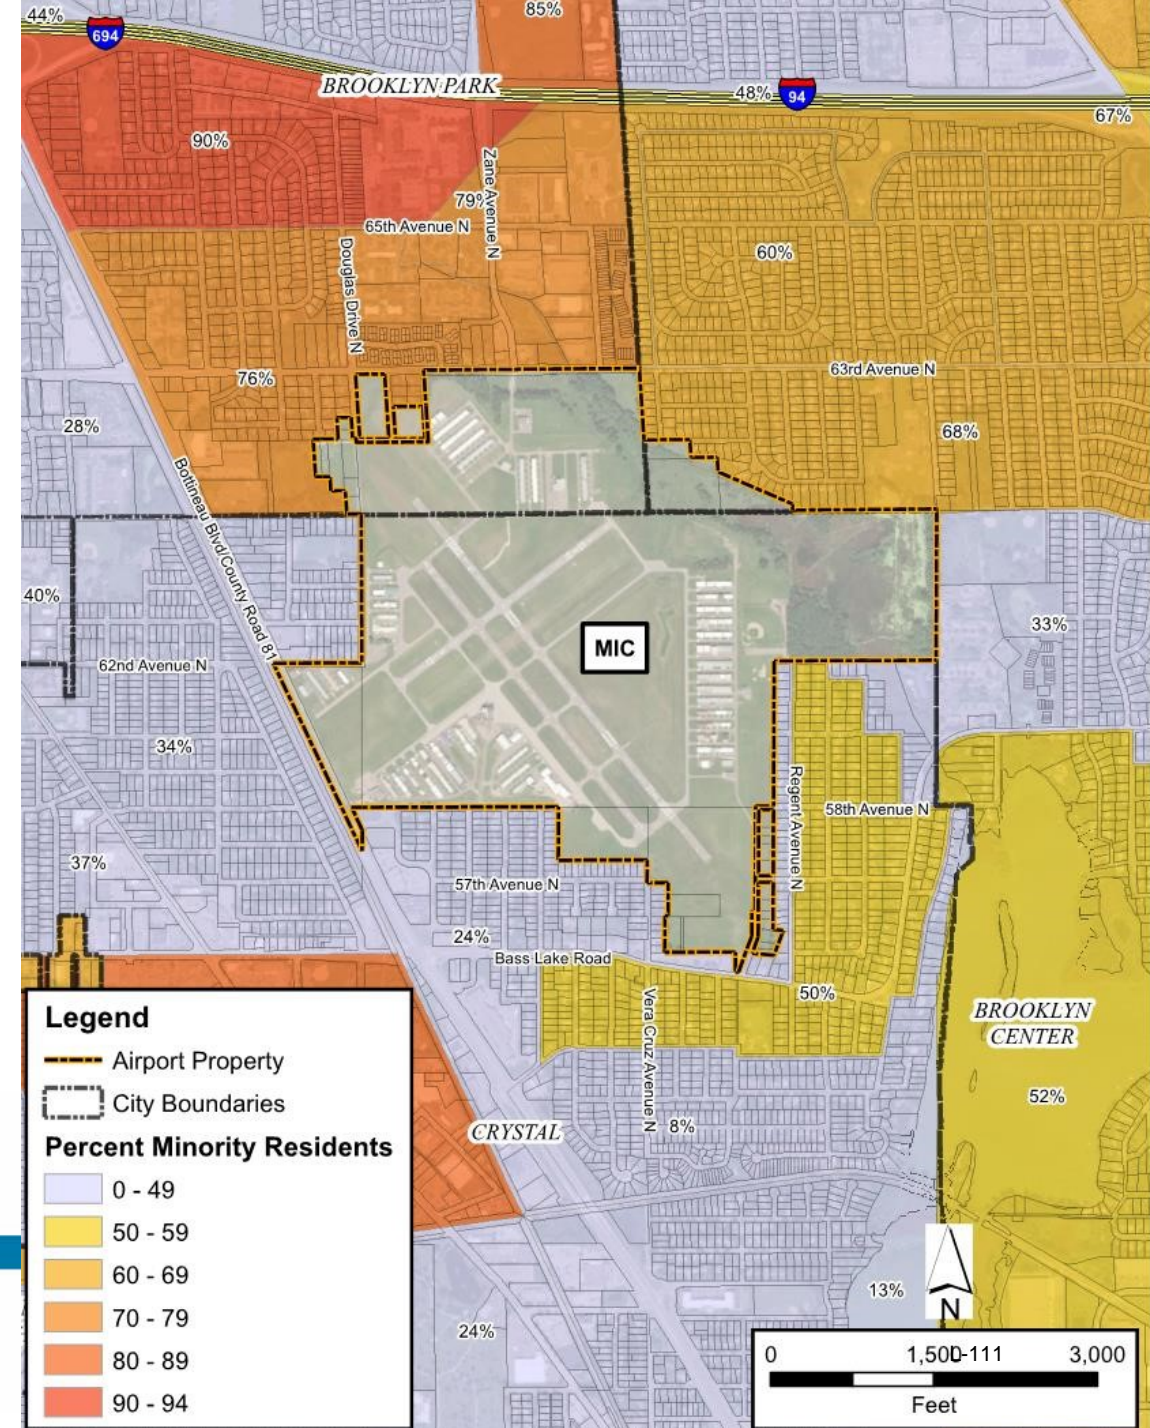 44%
85%
694
BROOKLYN PARK
48%
94
67%
90%
Zane Avenue N
79%
65th Avenue N
60%
Douglas Drive N
63rd Avenue N
76%
28%
68%
Bottineau Blvd/County Road 81
40%
33%
MIC
62nd Avenue N
34%
Regent Avenue N
58th Avenue N
37%
57th Avenue N
24%
Bass Lake Road
50%
Vera Cruz Avenue N
BROOKLYN
CENTER
52%
CRYSTAL
8%
13%
24%
N
Legend
Airport Property
City Boundaries
Percent Minority Residents
0 - 49
50 - 59
60 - 69
70 - 79
80 - 89
90 - 94
0 1,500 3,000
D-111
Feet